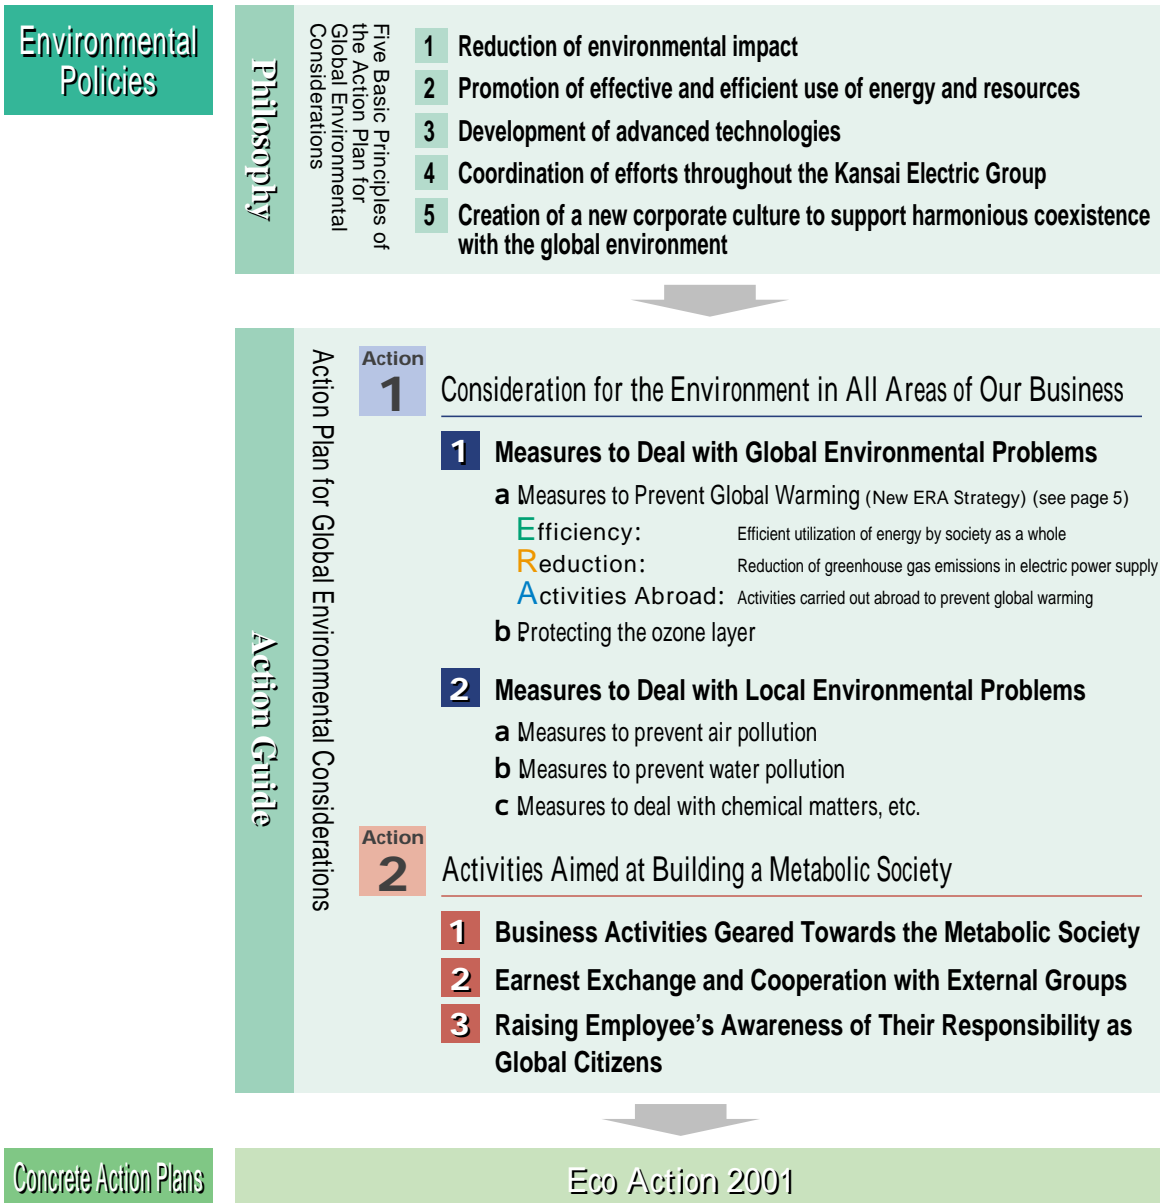 Environmental
Policies
Philosophy
Five Basic Principles of
the Action Plan for
Global Environmental
Considerations
1 Reduction of environmental impact
2 Promotion of effective and efficient use of energy and resources
3 Development of advanced technologies
4 Coordination of efforts throughout the Kansai Electric Group
5 Creation of a new corporate culture to support harmonious coexistence
with the global environment
Action Guide
Action Plan for Global Environmental Considerations
Action
1
Consideration for the Environment in All Areas of Our Business
1 Measures to Deal with Global Environmental Problems
a. Measures to Prevent Global Warming (New ERA Strategy) (see page 5)
Efficiency: Efficient utilization of energy by society as a whole
Reduction: Reduction of greenhouse gas emissions in electric power supply
Activities Abroad: Activities carried out abroad to prevent global warming
b. Protecting the ozone layer
2 Measures to Deal with Local Environmental Problems
a. Measures to prevent air pollution
b. Measures to prevent water pollution
c. Measures to deal with chemical matters, etc.
Action
2
Activities Aimed at Building a Metabolic Society
1 Business Activities Geared Towards the Metabolic Society
2 Earnest Exchange and Cooperation with External Groups
3 Raising Employee's Awareness of Their Responsibility as
Global Citizens
Concrete Action Plans
Eco Action 2001